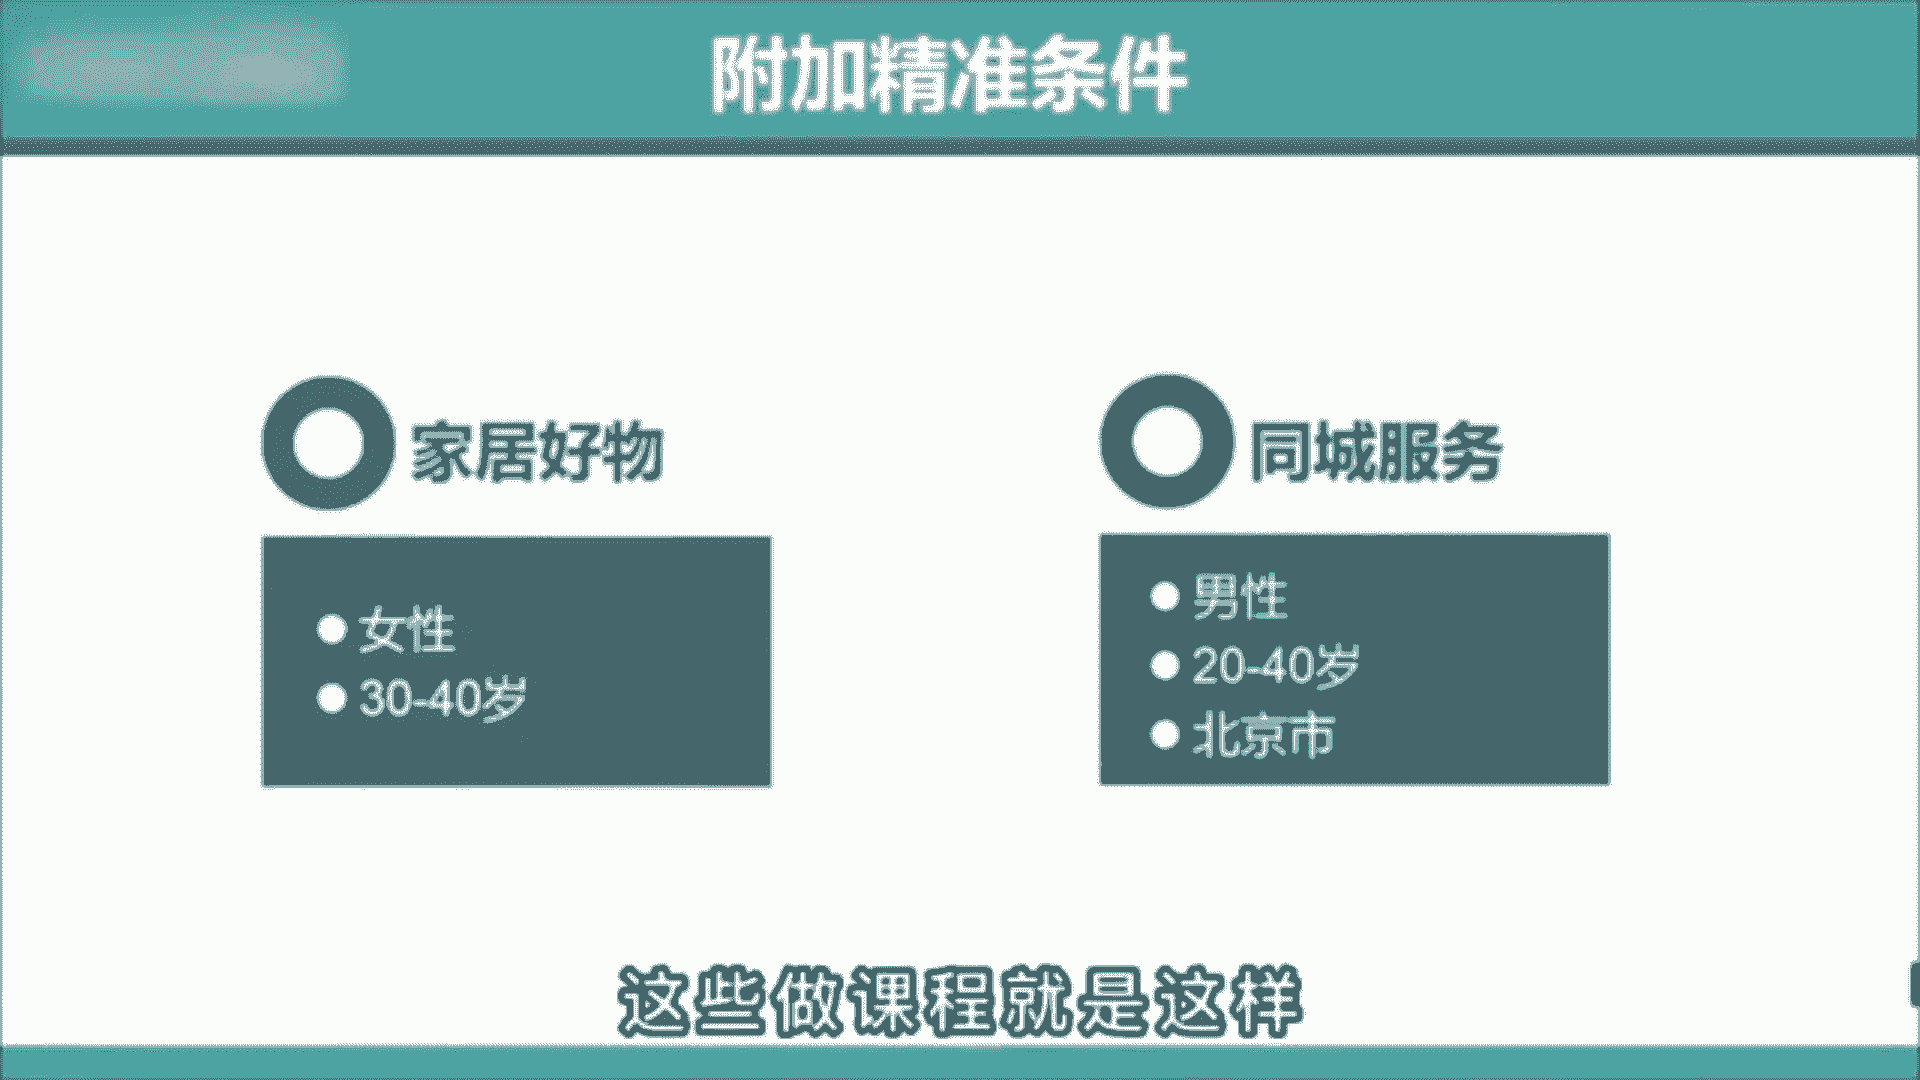 附加精准条件
家居好物
女性
30-40岁
同城服务
男性
20-40岁
北京市
这些做课程就是这样